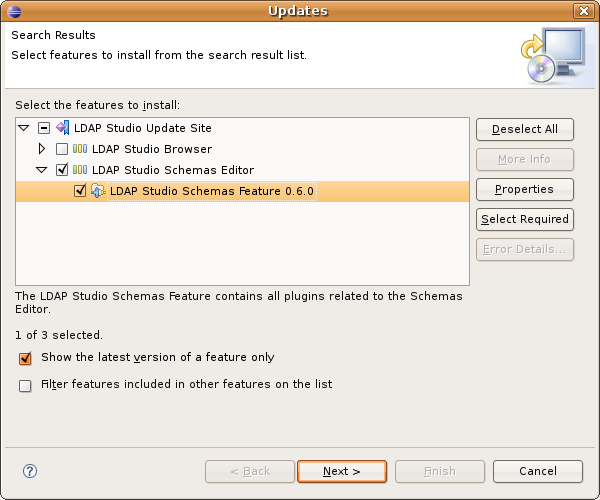 Updates
Search Results
Select features to install from the search result list.
Select the features to install:
LDAP Studio Update Site
LDAP Studio Browser
LDAP Studio Schemas Editor
LDAP Studio Schemas Feature 0.6.0
Deselect All
More Info
Properties
Select Required
Error Details...
The LDAP Studio Schemas Feature contains all plugins related to the Schemas
Editor.
1 of 3 selected.
Show the latest version of a feature only
Filter features included in other features on the list
?
< Back
Next >
Finish
Cancel